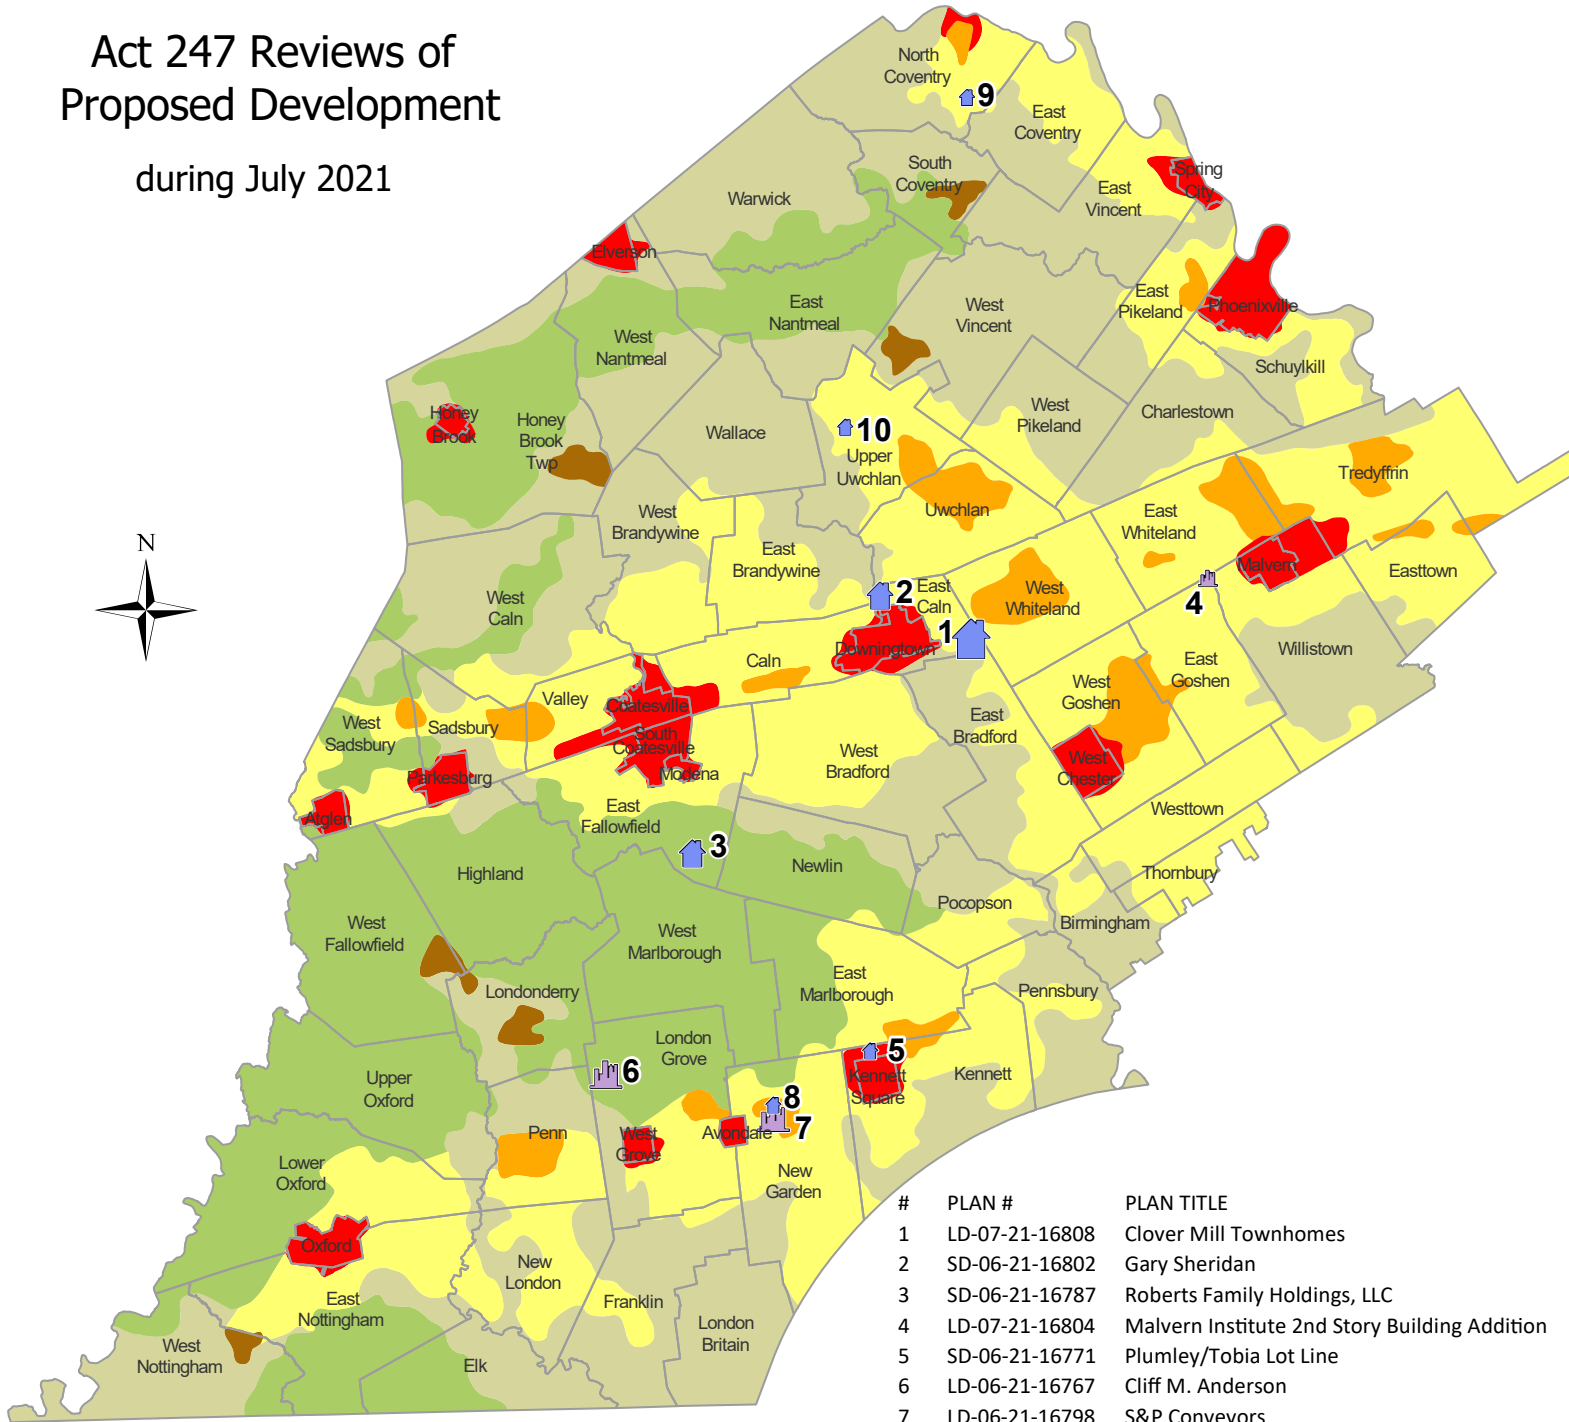 Act 247 Reviews of
Proposed Development
during July 2021
North
Coventry
9
East
Coventry
South
Coventry
Spring
City
Warwick
East
Vincent
Elverson
East
Nantmeal
West
Vincent
East
Pikeland
Phoenixville
West
Nantmeal
Schuylkill
Honey
Brook
Honey
Brook
Twp
Wallace
10
Upper
Uwchlan
West
Pikeland
Charlestown
Tredyffrin
West
Brandywine
Uwchlan
East
Whiteland
N
East
Brandywine
Malvern
Easttown
West
Caln
2
East
Caln
West
Whiteland
4
1
Downingtown
Willistown
Caln
East
Goshen
West
Goshen
Valley
Coatesville
West
Sadsbury
Sadsbury
South
Coatesville
East
Bradford
West
Bradford
West
Chester
Parkesburg
Modena
Atglen
East
Fallowfield
Westtown
3
Highland
Newlin
Thornbury
Pocopson
Birmingham
West
Fallowfield
West
Marlborough
East
Marlborough
Londonderry
Pennsbury
London
Grove
5
6
Upper
Oxford
Kennett
Square
Kennett
8
7
Penn
West
Grove
Avondale
Lower
Oxford
New
Garden
Oxford
New
London
East
Nottingham
Franklin
London
Britain
West
Nottingham
Elk
# PLAN # PLAN TITLE
1 LD-07-21-16808 Clover Mill Townhomes
2 SD-06-21-16802 Gary Sheridan
3 SD-06-21-16787 Roberts Family Holdings, LLC
4 LD-07-21-16804 Malvern Institute 2nd Story Building Addition
5 SD-06-21-16771 Plumley/Tobia Lot Line
6 LD-06-21-16767 Cliff M. Anderson
7 LD-06-21-16798 S&P Conveyors